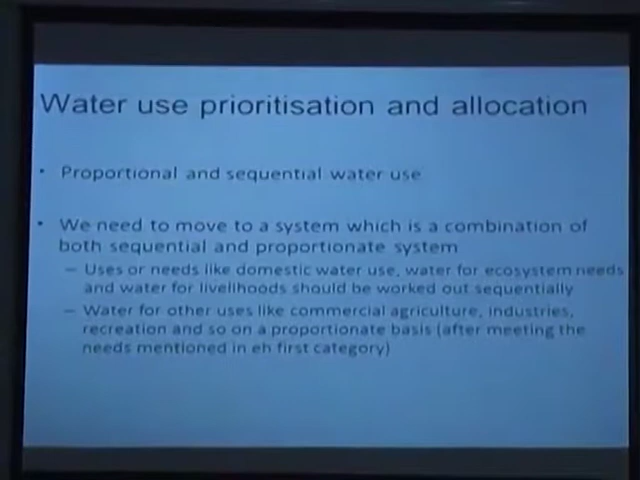 Water use prioritisation and allocation
• Proportional and sequential water use
• We need to move to a system which is a combination of
both sequential and proportionate system
– Uses or needs like domestic water use, water for ecosystem needs
and water for livelihoods should be worked out sequentially
– Water for other uses like commercial agriculture, industries,
recreation and so on a proportionate basis (after meeting the
needs mentioned in eh first category)